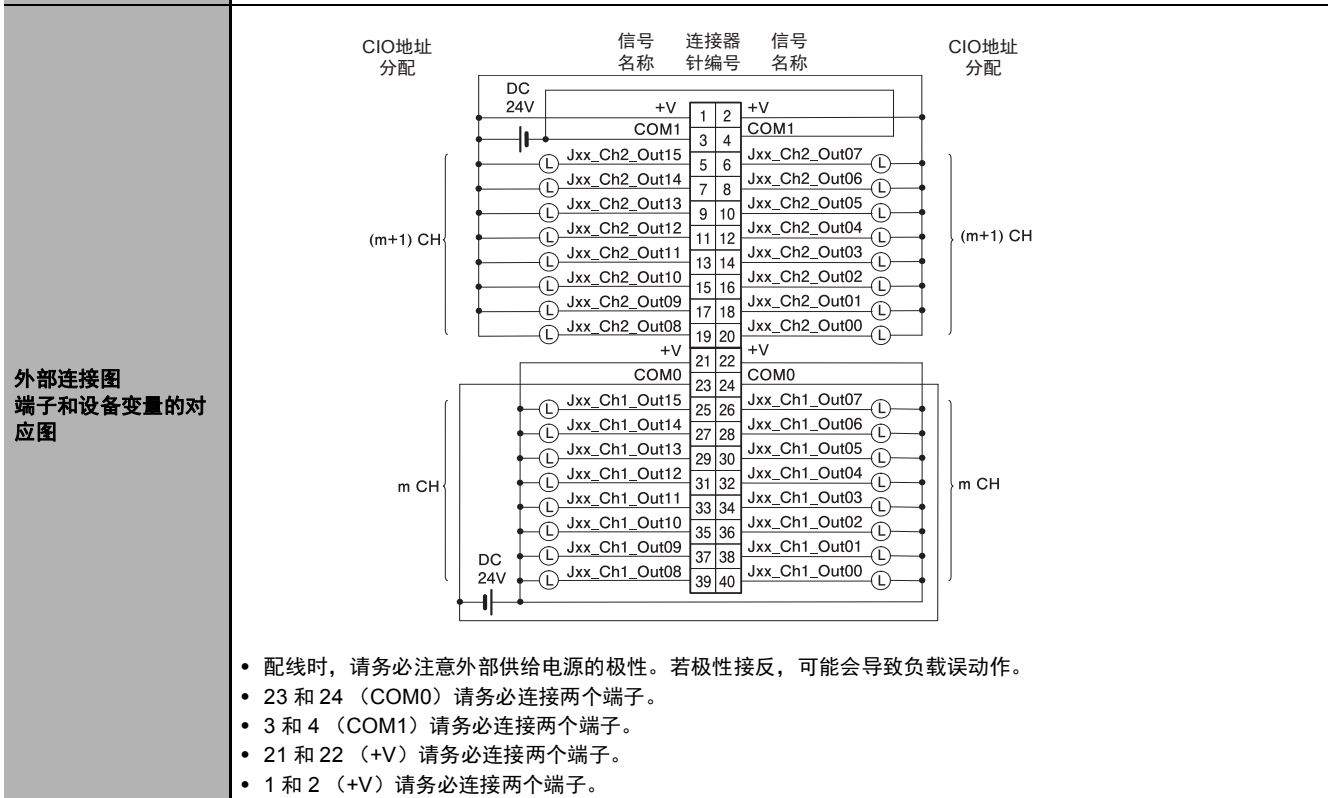 CIO地址 信号 连接器 信号 CIO地址
分配 名称 针编号 名称 分配
DC
24V
+V 1 2 +V
COM1 3 4 COM1
L Jxx_Ch2_Out15 5 6 Jxx_Ch2_Out07 L
L Jxx_Ch2_Out14 7 8 Jxx_Ch2_Out06 L
L Jxx_Ch2_Out13 9 10 Jxx_Ch2_Out05 L
(m+1) CH L Jxx_Ch2_Out12 11 12 Jxx_Ch2_Out04 L (m+1) CH
L Jxx_Ch2_Out11 13 14 Jxx_Ch2_Out03 L
L Jxx_Ch2_Out10 15 16 Jxx_Ch2_Out02 L
L Jxx_Ch2_Out09 17 18 Jxx_Ch2_Out01 L
L Jxx_Ch2_Out08 19 20 Jxx_Ch2_Out00 L
+V 21 22 +V
COM0 23 24 COM0
L Jxx_Ch1_Out15 25 26 Jxx_Ch1_Out07 L
L Jxx_Ch1_Out14 27 28 Jxx_Ch1_Out06 L
L Jxx_Ch1_Out13 29 30 Jxx_Ch1_Out05 L
m CH L Jxx_Ch1_Out12 31 32 Jxx_Ch1_Out04 L m CH
L Jxx_Ch1_Out11 33 34 Jxx_Ch1_Out03 L
L Jxx_Ch1_Out10 35 36 Jxx_Ch1_Out02 L
L Jxx_Ch1_Out09 37 38 Jxx_Ch1_Out01 L
L Jxx_Ch1_Out08 39 40 Jxx_Ch1_Out00 L
DC
24V
外部连接图
端子和设备变量的对
应图
• 配线时，请务必注意外部供给电源的极性。若极性接反，可能会导致负载误动作。
• 23 和 24 （COM0）请务必连接两个端子。
• 3 和 4 （COM1）请务必连接两个端子。
• 21 和 22 （+V）请务必连接两个端子。
• 1 和 2 （+V）请务必连接两个端子。